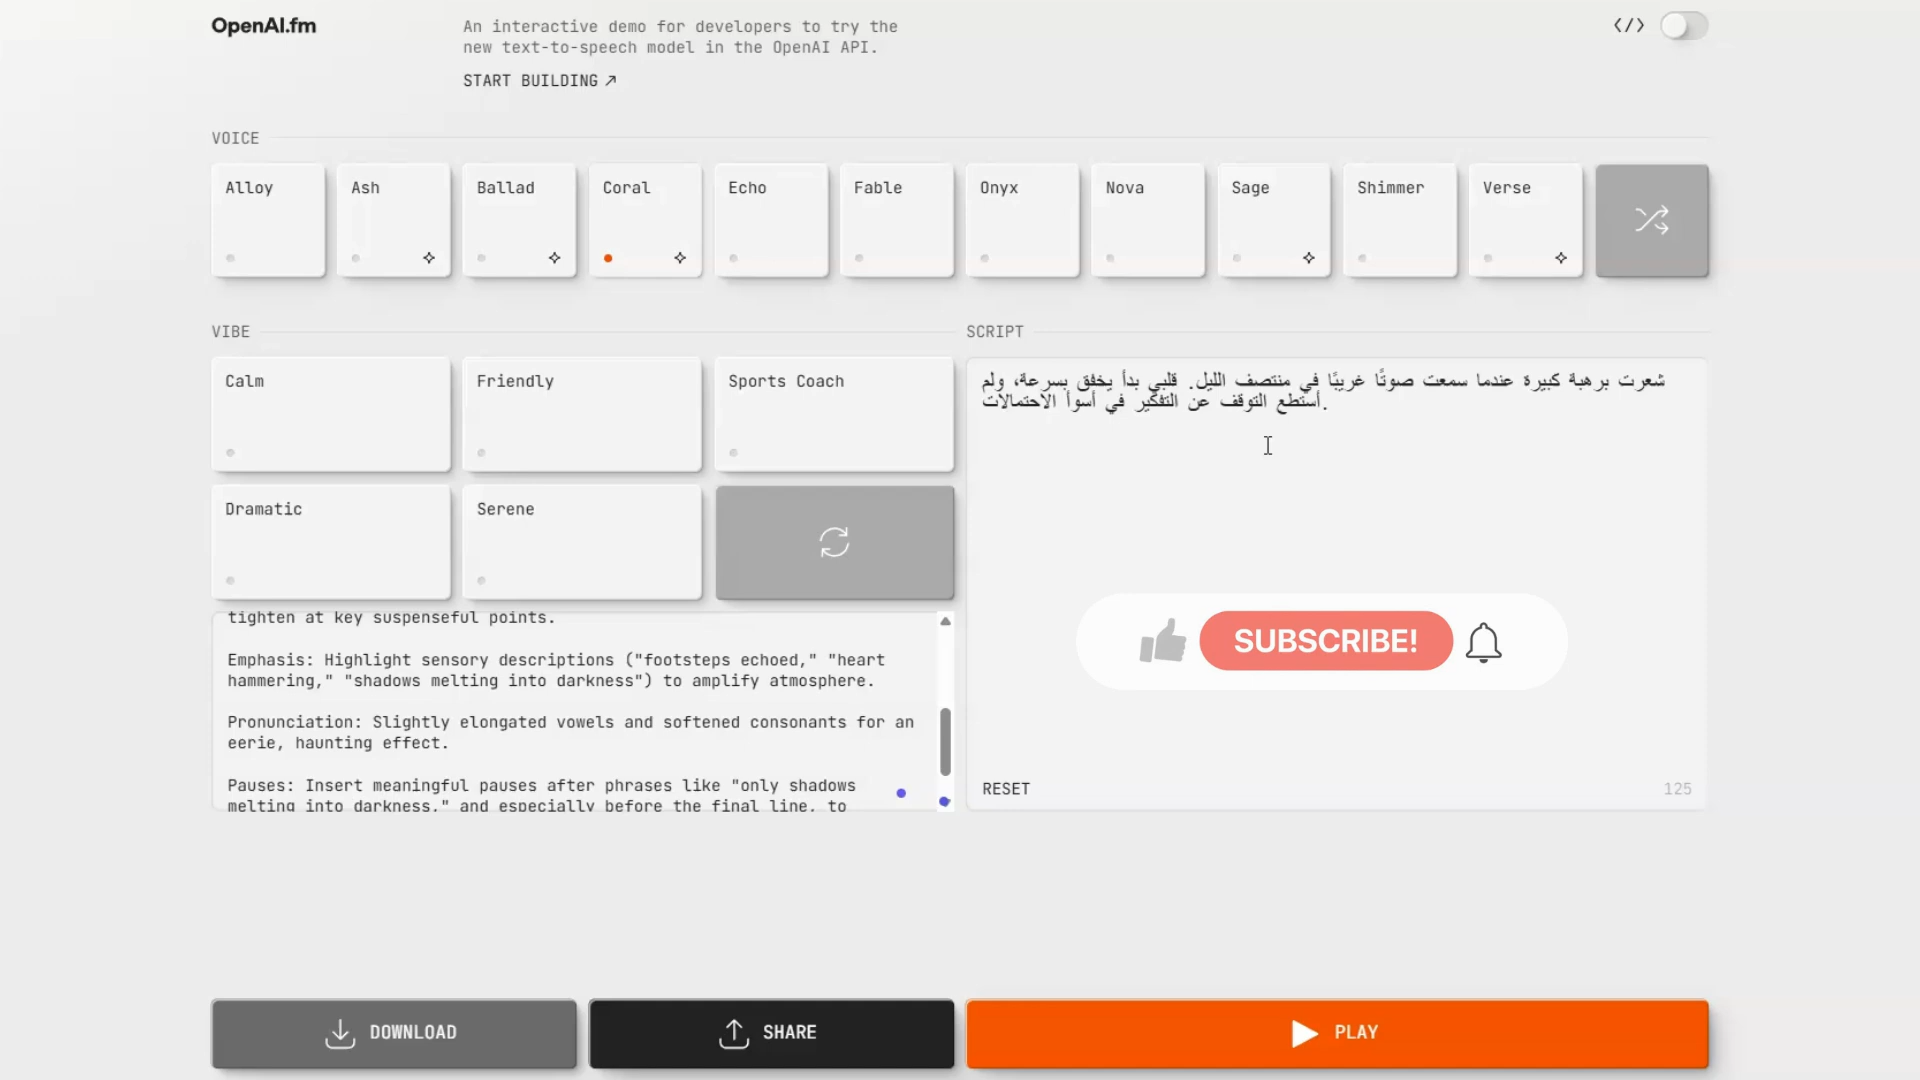 OpenAI.fm
An interactive demo for developers to try the
new text-to-speech model in the OpenAI API.
START BUILDING ↗
</>
VOICE
Alloy
Ash
Ballad
Coral
Echo
Fable
Onyx
Nova
Sage
Shimmer
Verse
VIBE
Calm
Friendly
Sports Coach
Dramatic
Serene
tighten at key suspenseful points.
Emphasis: Highlight sensory descriptions ("footsteps echoed," "heart
hammering," "shadows melting into darkness") to amplify atmosphere.
Pronunciation: Slightly elongated vowels and softened consonants for an
eerie, haunting effect.
Pauses: Insert meaningful pauses after phrases like "only shadows
melting into darkness," and especially before the final line, to
SCRIPT
شعرت برهبة كبيرة عندما سمعت صوتًا غريبًا في منتصف الليل. قلبي بدأ يخفق بسرعة، ولم
أستطع التوقف عن التفكير في أسوأ الاحتمالات.
SUBSCRIBE!
RESET
125
DOWNLOAD
SHARE
PLAY